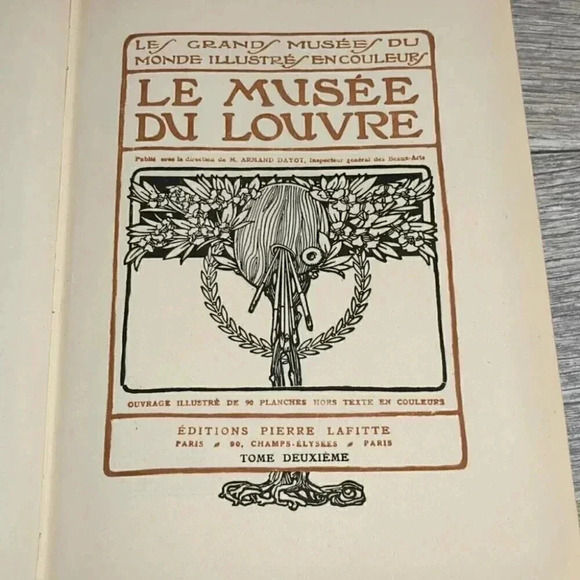 LES GRANDS MUSÉES DU
MONDE ILLUSTRÉS EN COULEURS
LE MUSÉE
DU LOUVRE
Publié sous la direction de M. ARMAND DAYOT, Inspecteur général des Beaux-Arts
OUVRAGE ILLUSTRÉ DE 90 PLANCHES HORS TEXTE EN COULEURS
ÉDITIONS PIERRE LAFITTE
PARIS 90, CHAMPS-ÉLYSÉES PARIS
TOME DEUXIÈME